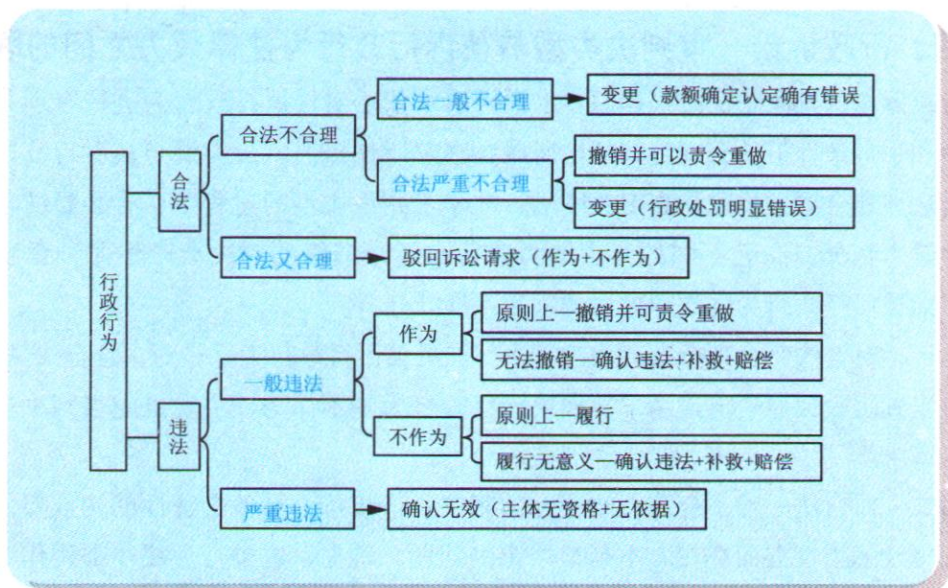 行政行为
合法
合法不合理
合法一般不合理
变更（款额确定认定确有错误
合法严重不合理
撤销并可以责令重做
变更（行政处罚明显错误）
合法又合理
驳回诉讼请求（作为+不作为）
违法
一般违法
作为
原则上—撤销并可责令重做
无法撤销—确认违法+补救+赔偿
不作为
原则上—履行
履行无意义—确认违法+补救+赔偿
严重违法
确认无效（主体无资格+无依据）